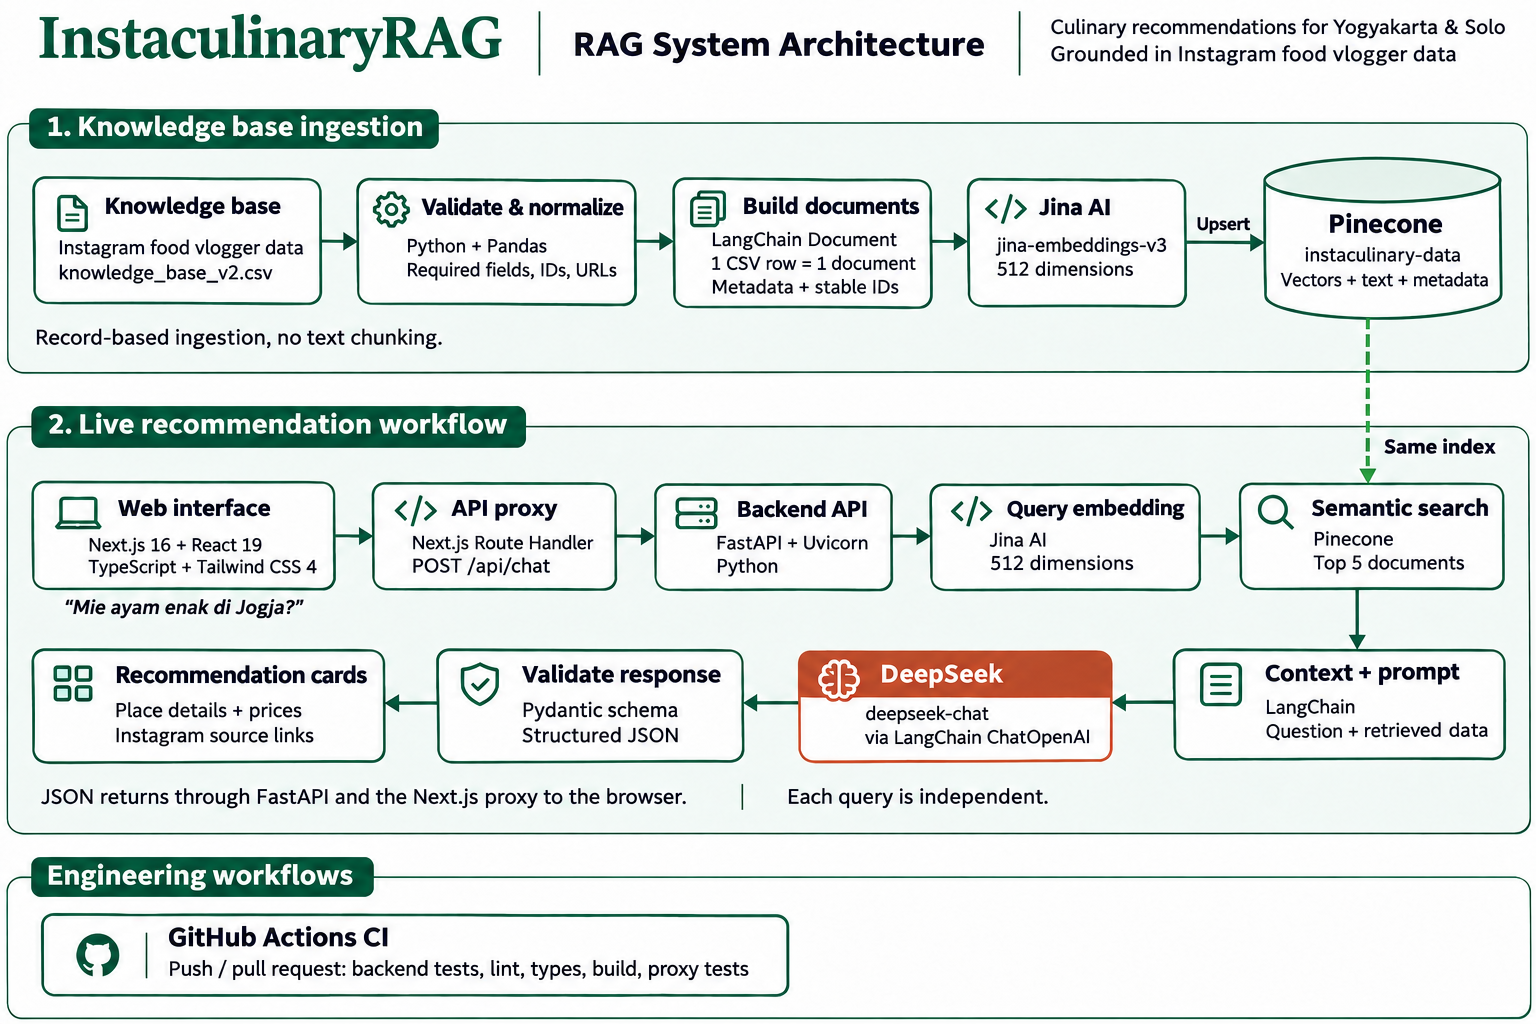 InstaculinaryRAG
RAG System Architecture
Culinary recommendations for Yogyakarta & Solo
Grounded in Instagram food vlogger data
1. Knowledge base ingestion
Knowledge base
Instagram food vlogger data
knowledge_base_v2.csv
Validate & normalize
Python + Pandas
Required fields, IDs, URLs
Build documents
LangChain Document
1 CSV row = 1 document
Metadata + stable IDs
Jina AI
jina-embeddings-v3
512 dimensions
Upsert
Pinecone
instaculinary-data
Vectors + text + metadata
Record-based ingestion, no text chunking.
2. Live recommendation workflow
Same index
Web interface
Next.js 16 + React 19
TypeScript + Tailwind CSS 4
"Mie ayam enak di Jogja?"
API proxy
Next.js Route Handler
POST /api/chat
Backend API
FastAPI + Uvicorn
Python
Query embedding
Jina AI
512 dimensions
Semantic search
Pinecone
Top 5 documents
Context + prompt
LangChain
Question + retrieved data
DeepSeek
deepseek-chat
via LangChain ChatOpenAI
Validate response
Pydantic schema
Structured JSON
Recommendation cards
Place details + prices
Instagram source links
JSON returns through FastAPI and the Next.js proxy to the browser.
Each query is independent.
Engineering workflows
GitHub Actions CI
Push / pull request: backend tests, lint, types, build, proxy tests